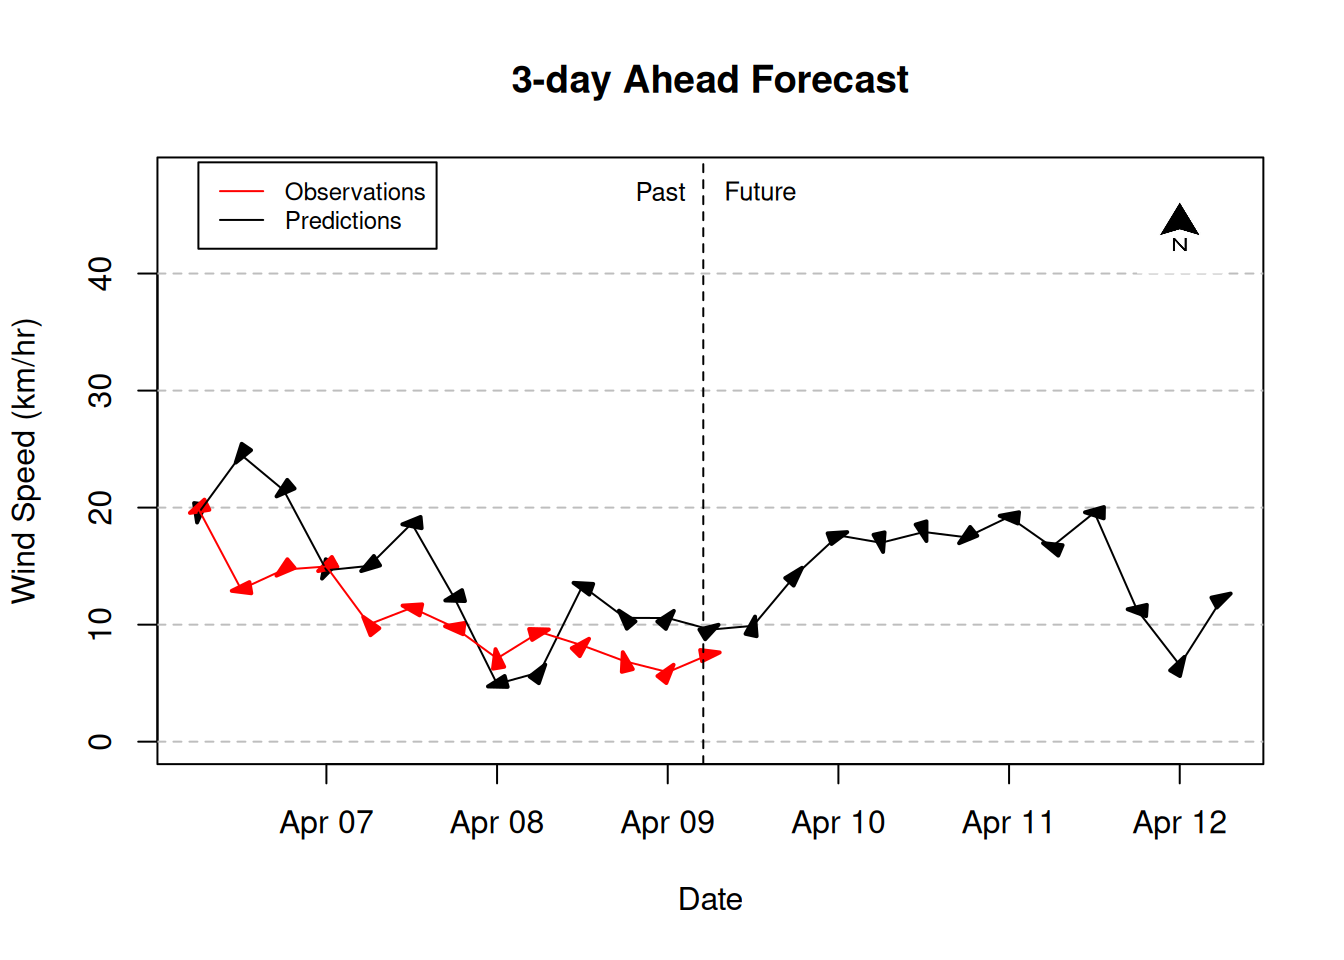 3-day Ahead Forecast
Observations
Predictions
Past
Future
N
Wind Speed (km/hr)
40
30
20
10
0
Apr 07
Apr 08
Apr 09
Apr 10
Apr 11
Apr 12
Date